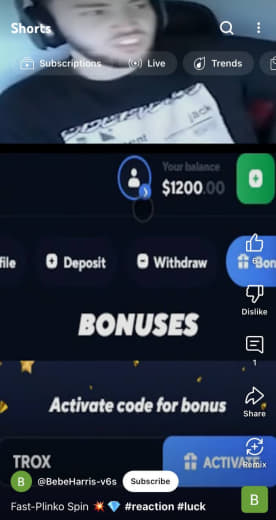 Shorts
Subscriptions
Live
Trends
jack
Your balance
$1200.00
file
Deposit
Withdraw
Bon
BONUSES
Dislike
1
Activate code for bonus
Share
TROX
ACTIVATE
Remix
B
@BebeHarris-v6s
Subscribe
Fast-Plinko Spin 💥💎 #reaction #luck
B